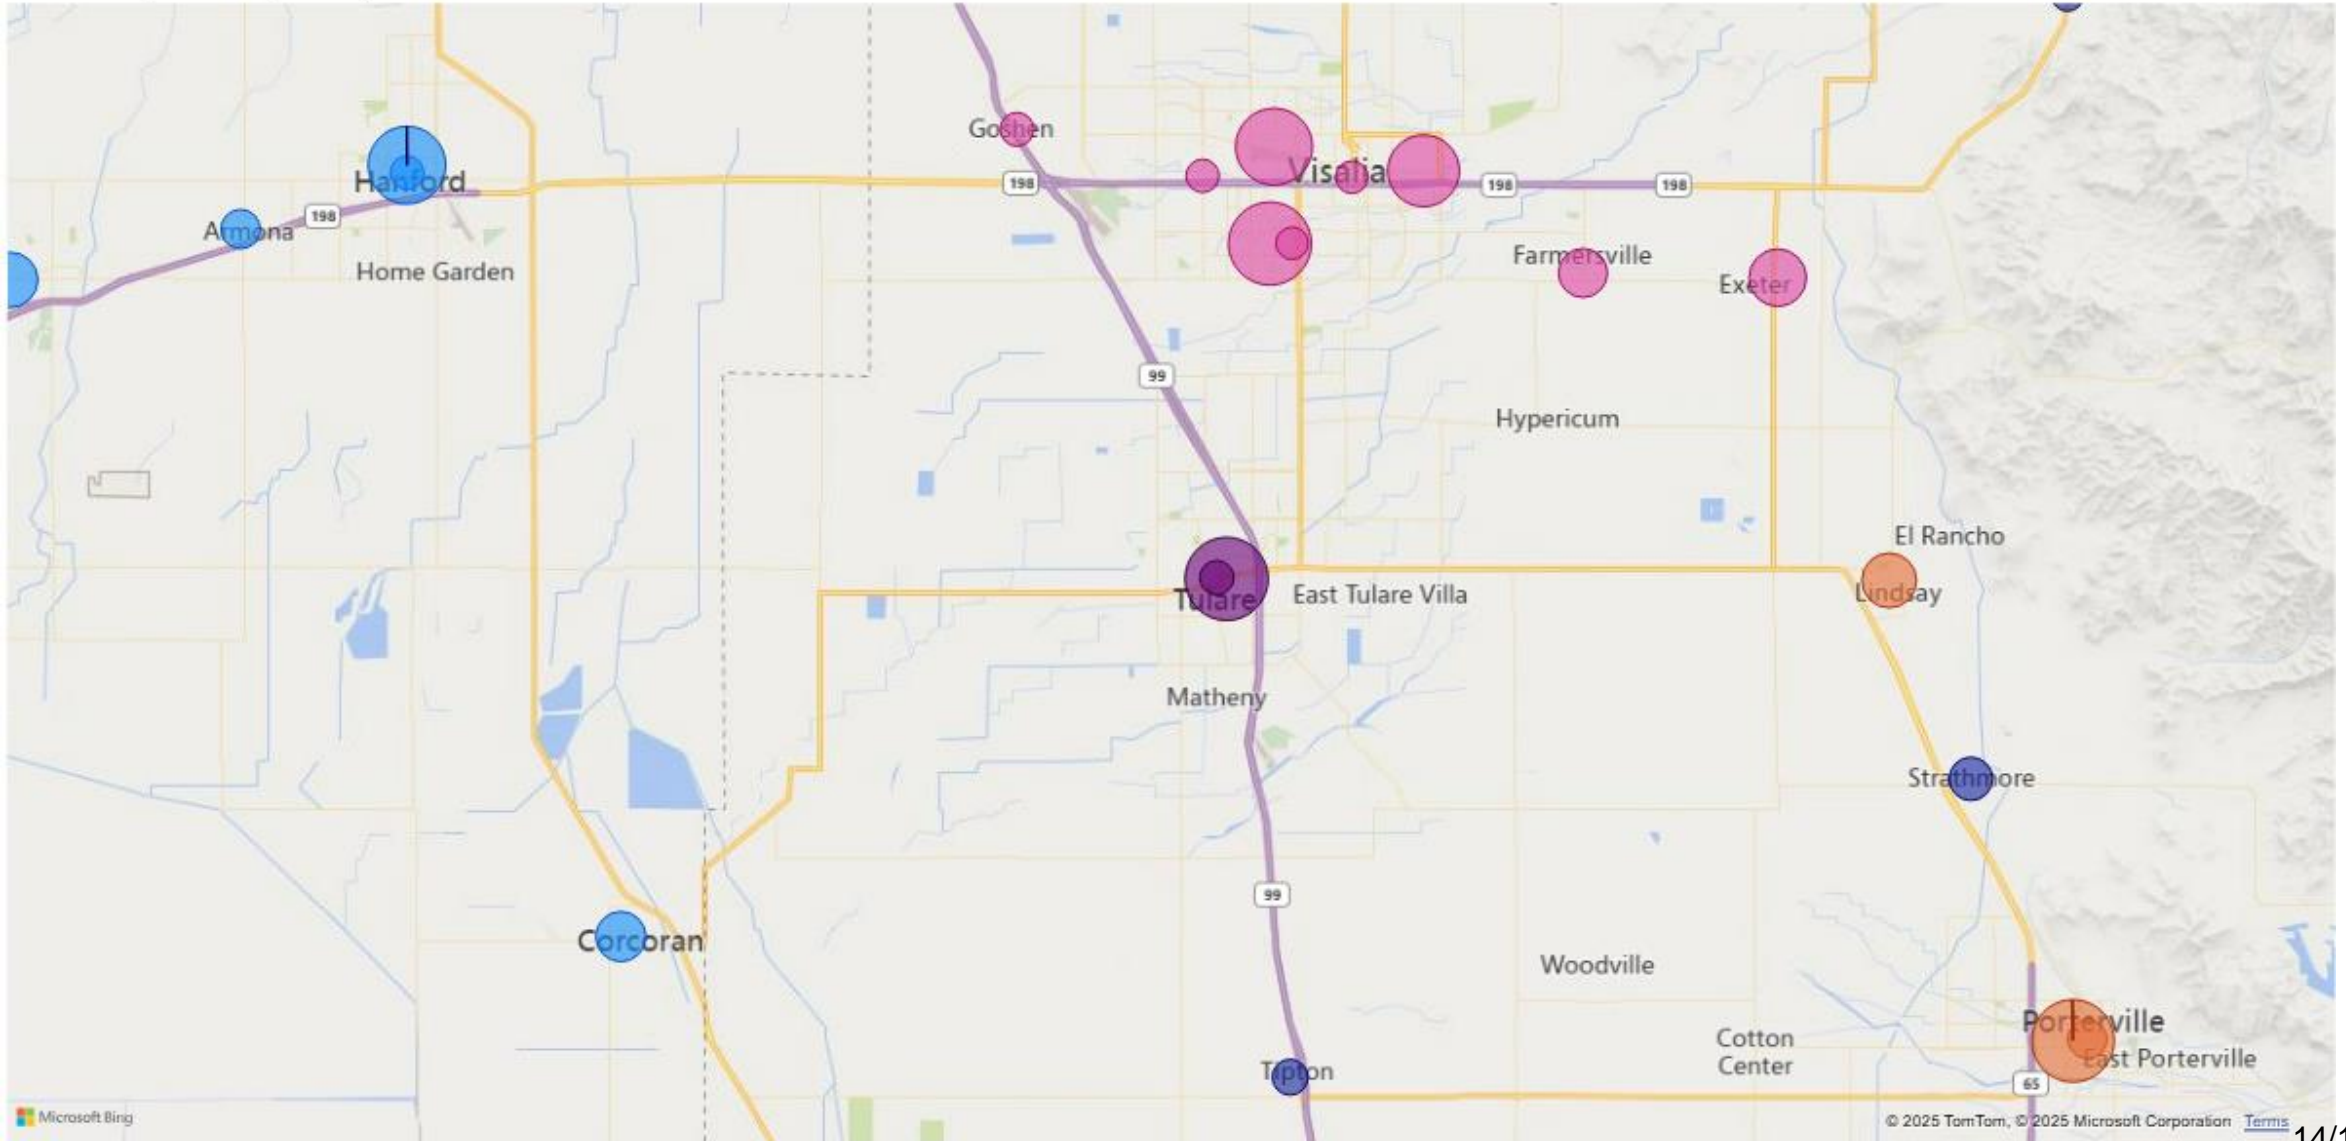 Goshen
Visalia
198
198
198
Hanford
198
Armona
Home Garden
Farmersville
Exeter
99
Hypericum
El Rancho
Lindsay
Tulare
East Tulare Villa
Matheny
Strathmore
99
Corcoran
Woodville
Porterville
Cotton
Center
East Porterville
Tipton
65
Microsoft Bing
© 2025 TomTom, © 2025 Microsoft Corporation Terms